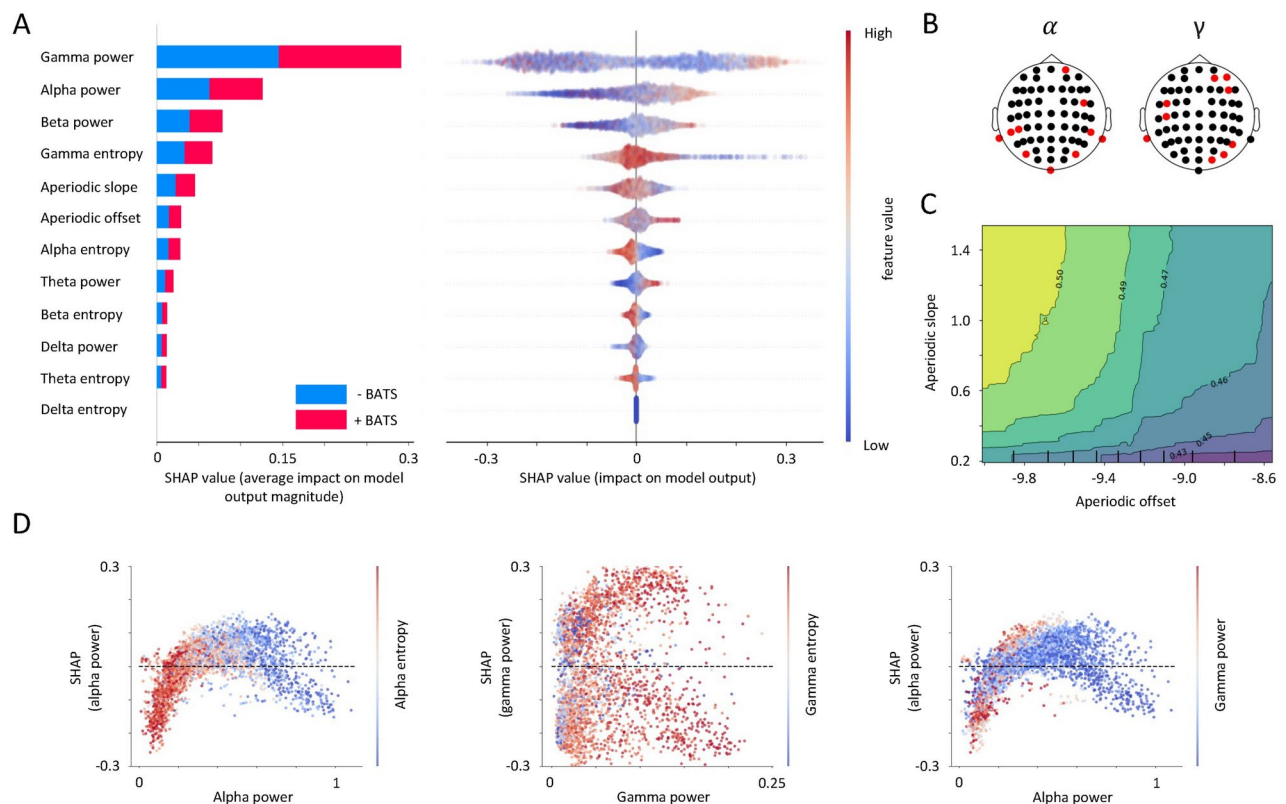 A
Gamma power
Alpha power
Beta power
Gamma entropy
Aperiodic slope
Aperiodic offset
Alpha entropy
Theta power
Beta entropy
Delta power
Theta entropy
Delta entropy
- BATS
+ BATS
0 0.15 0.3
SHAP value (average impact on model
output magnitude)
-0.3 0 0.3
SHAP value (impact on model output)
High
feature value
Low
B
α γ
C
1.4
1.0
0.6
0.2
Aperiodic slope
0.50
0.49
0.47
0.46
0.45
0.43
-9.8 -9.4 -9.0 -8.6
Aperiodic offset
D
0.3
SHAP
(alpha power)
-0.3
0 1
Alpha power
Alpha entropy
0.3
SHAP
(gamma power)
-0.3
0 0.25
Gamma power
Gamma entropy
0.3
SHAP
(alpha power)
-0.3
0 1
Alpha power
Gamma power